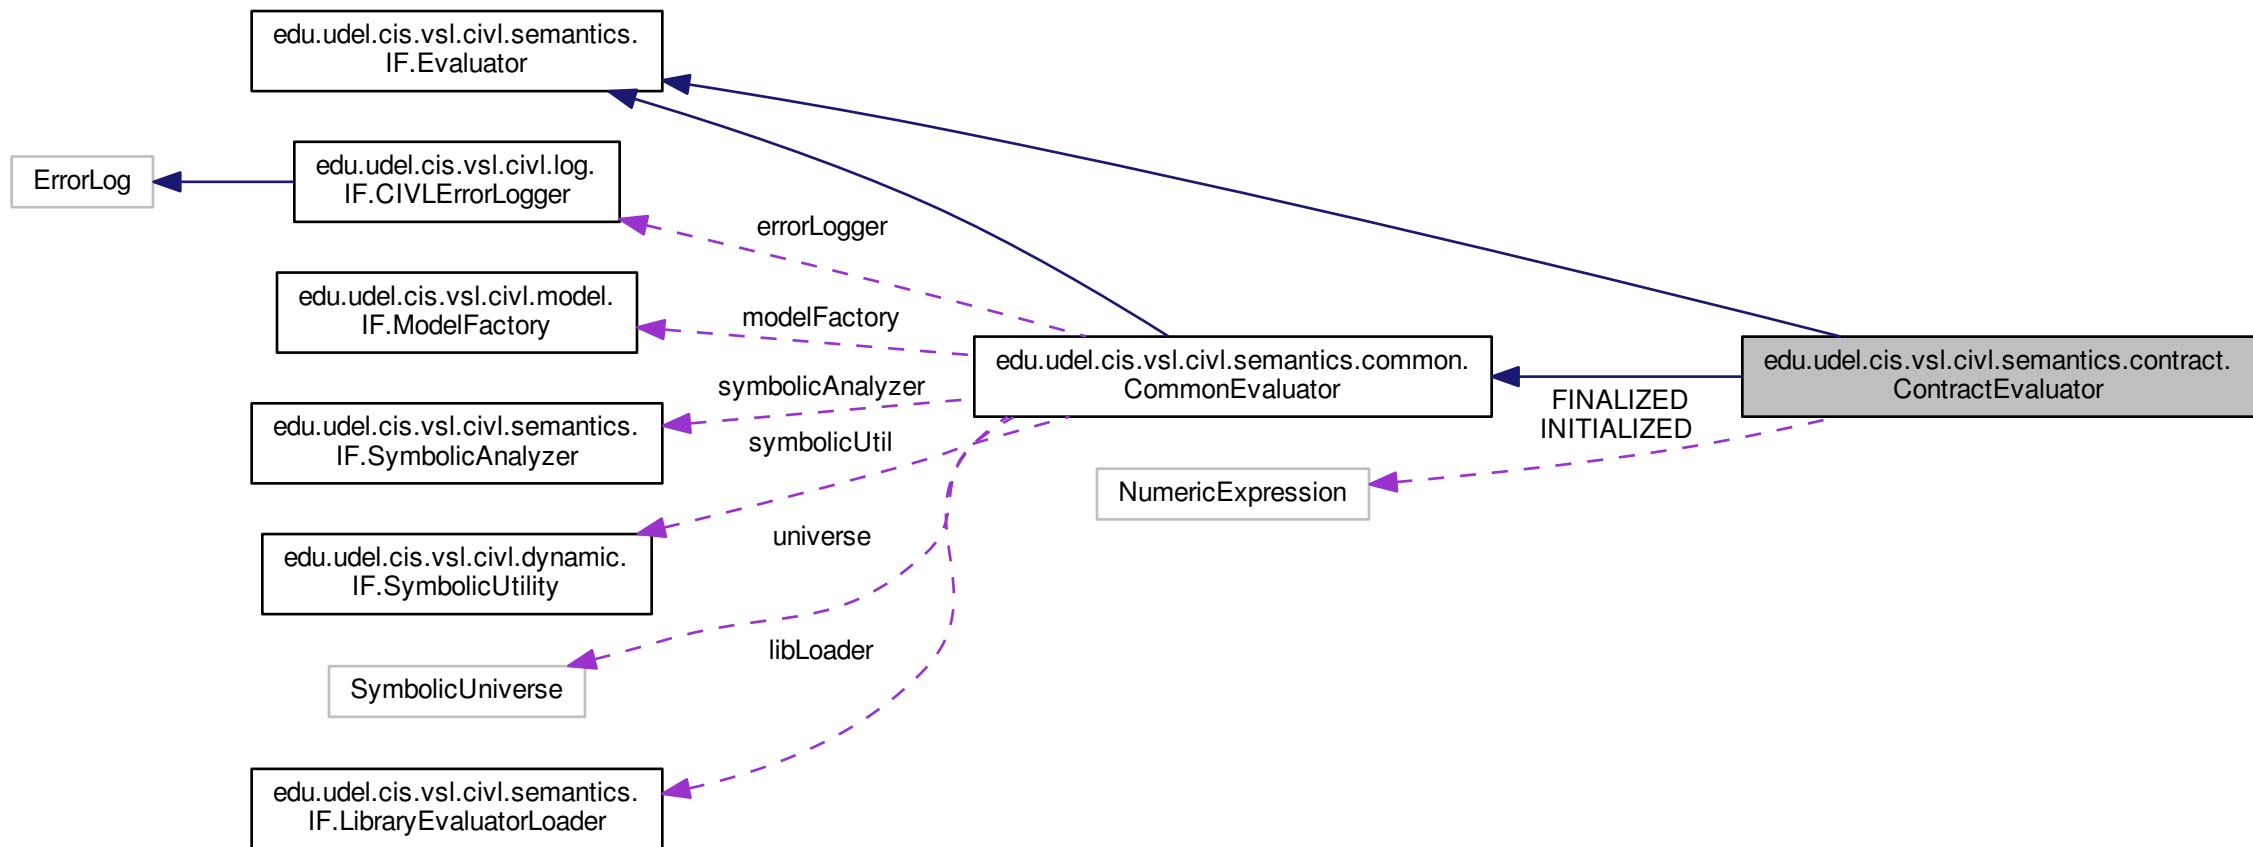 edu.udel.cis.vsl.civl.semantics.
IF.Evaluator
ErrorLog
edu.udel.cis.vsl.civl.log.
IF.CIVLErrorLogger
errorLogger
edu.udel.cis.vsl.civl.model.
IF.ModelFactory
modelFactory
edu.udel.cis.vsl.civl.semantics.common.
CommonEvaluator
edu.udel.cis.vsl.civl.semantics.contract.
ContractEvaluator
symbolicAnalyzer
FINALIZED
INITIALIZED
edu.udel.cis.vsl.civl.semantics.
IF.SymbolicAnalyzer
symbolicUtil
NumericExpression
universe
edu.udel.cis.vsl.civl.dynamic.
IF.SymbolicUtility
libLoader
SymbolicUniverse
edu.udel.cis.vsl.civl.semantics.
IF.LibraryEvaluatorLoader